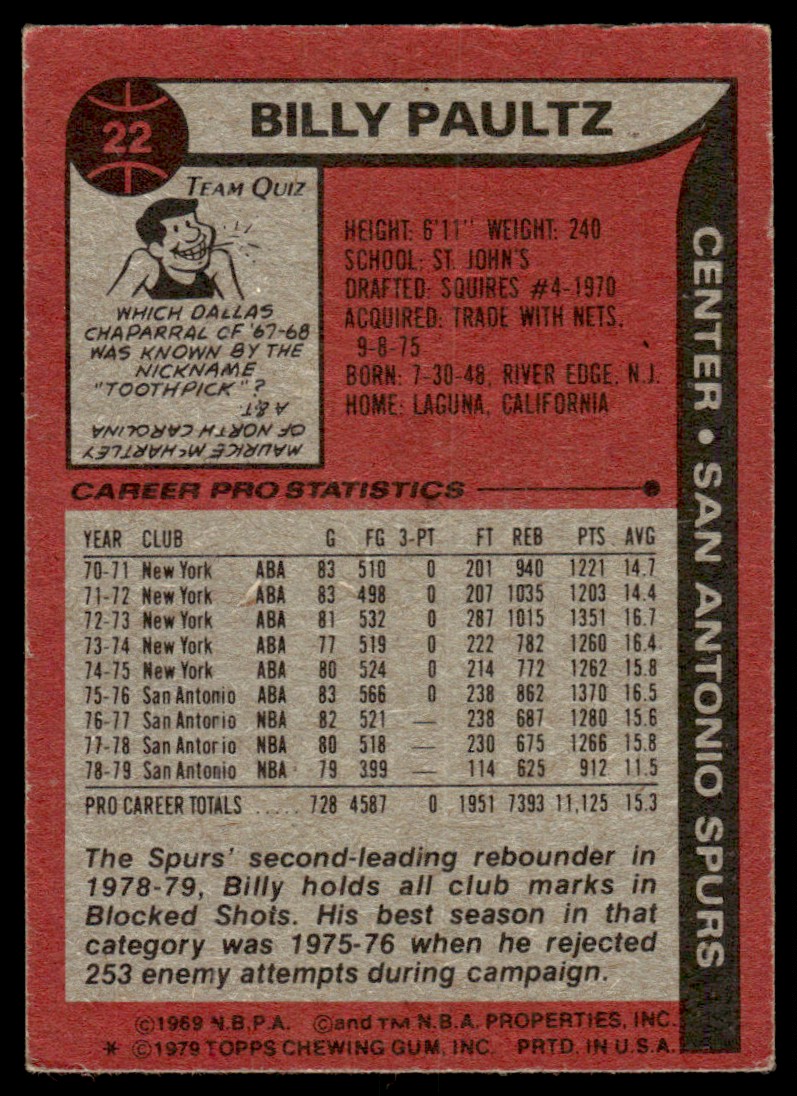 22
BILLY PAULTZ
TEAM QUIZ
WHICH DALLAS
CHAPARRAL OF '67-68
WAS KNOWN BY THE
NICKNAME
"TOOTHPICK"?
MAURICE McHARTLEY
OF NORTH CAROLINA
A & T.
HEIGHT: 6'11" WEIGHT: 240
SCHOOL: ST. JOHN'S
DRAFTED: SQUIRES #4-1970
ACQUIRED: TRADE WITH NETS,
9-8-75
BORN: 7-30-48, RIVER EDGE, N.J.
HOME: LAGUNA, CALIFORNIA
CENTER • SAN ANTONIO SPURS
CAREER PRO STATISTICS
YEAR CLUB G FG 3-PT FT REB PTS AVG
70-71 New York ABA 83 510 0 201 940 1221 14.7
71-72 New York ABA 83 498 0 207 1035 1203 14.4
72-73 New York ABA 81 532 0 287 1015 1351 16.7
73-74 New York ABA 77 519 0 222 782 1260 16.4
74-75 New York ABA 80 524 0 214 772 1262 15.8
75-76 San Antonio ABA 83 566 0 238 862 1370 16.5
76-77 San Antonio NBA 82 521 — 238 687 1280 15.6
77-78 San Antonio NBA 80 518 — 230 675 1266 15.8
78-79 San Antonio NBA 79 399 — 114 625 912 11.5
PRO CAREER TOTALS ..... 728 4587 0 1951 7393 11,125 15.3
The Spurs' second-leading rebounder in
1978-79, Billy holds all club marks in
Blocked Shots. His best season in that
category was 1975-76 when he rejected
253 enemy attempts during campaign.
©1969 N.B.P.A. ©and TM N.B.A. PROPERTIES, INC.
* ©1979 TOPPS CHEWING GUM, INC. PRTD. IN U.S.A.